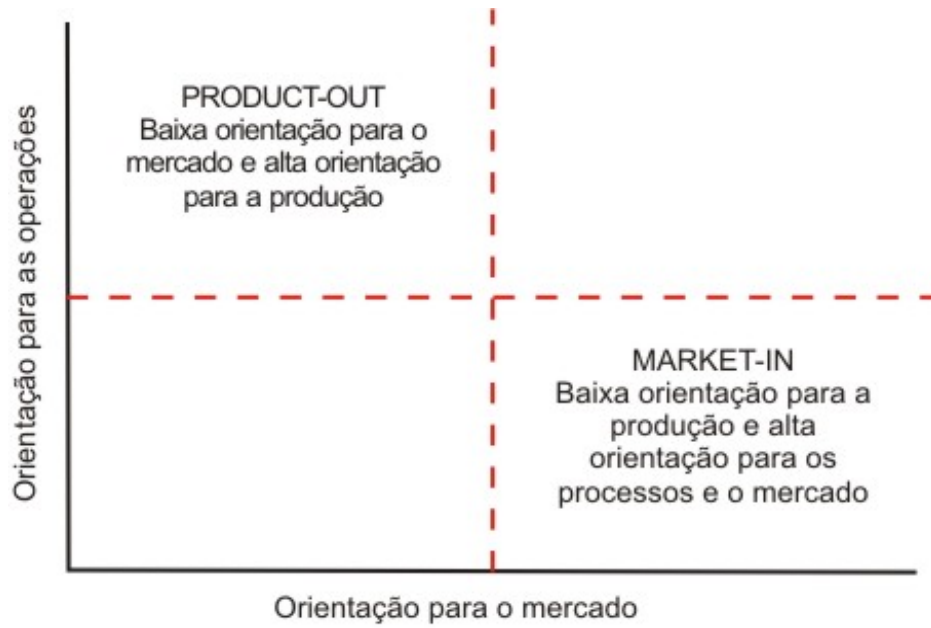 PRODUCT-OUT
Baixa orientação para o
mercado e alta orientação
para a produção
MARKET-IN
Baixa orientação para a
produção e alta
orientação para os
processos e o mercado
Orientação para as operações
Orientação para o mercado